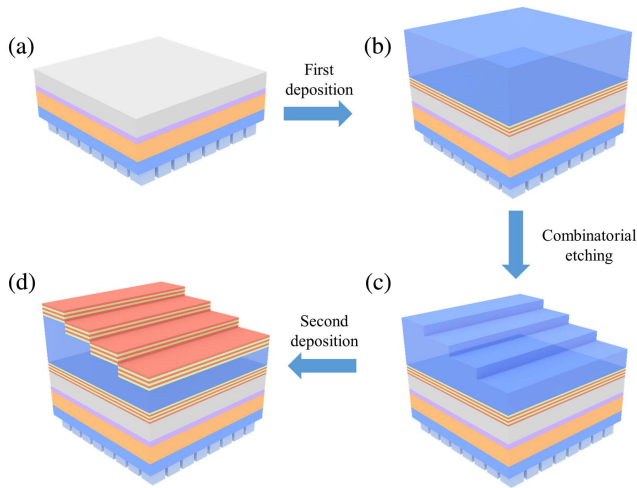 (a)
First
deposition
(b)
Combinatorial
etching
(c)
Second
deposition
(d)